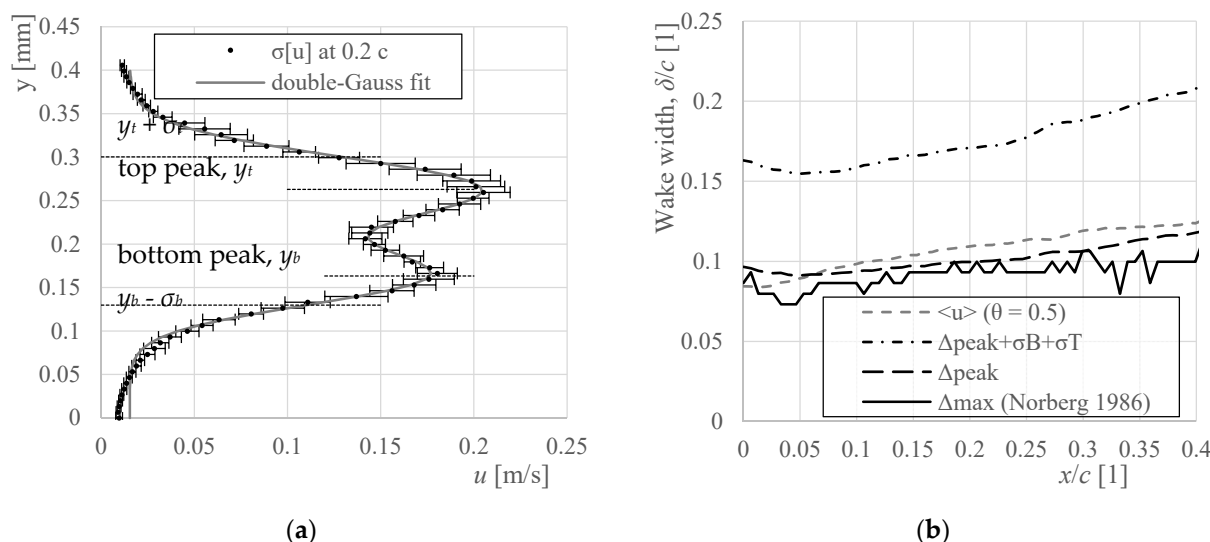 y [mm]
0.45
0.4
0.35
0.3
0.25
0.2
0.15
0.1
0.05
0
σ[u] at 0.2 c
double-Gauss fit
yt + σ
top peak, yt
bottom peak, yb
yb - σb
0 0.05 0.1 0.15 0.2 0.25
u [m/s]
(a)
Wake width, δ/c [1]
0.25
0.2
0.15
0.1
0.05
0
<u> (θ = 0.5)
Δpeak+σB+σT
Δpeak
Δmax (Norberg 1986)
0 0.05 0.1 0.15 0.2 0.25 0.3 0.35 0.4
x/c [1]
(b)